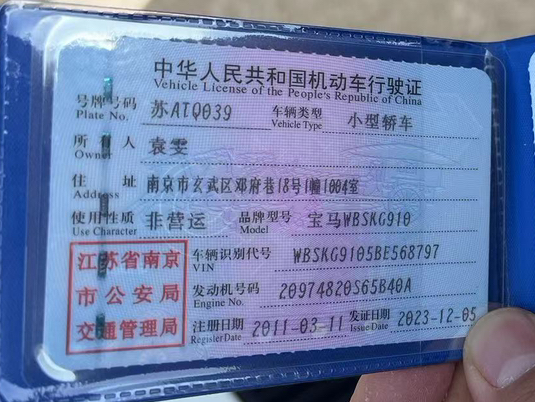 中华人民共和国机动车行驶证
Vehicle License of the People's Republic of China
号牌号码 苏ATQ039 车辆类型 小型轿车
Plate No. Vehicle Type
所有人 袁雯
Owner
住址 南京市玄武区邓府巷18号1幢1004室
Address
使用性质 非营运 品牌型号 宝马WBSKG910
Use Character Model
江苏省南京市公安局交通管理局
车辆识别代号 WBSKG9105BE568797
VIN
发动机号码 20974820S65B40A
Engine No.
注册日期 2011-03-11 发证日期 2023-12-05
Register Date Issue Date